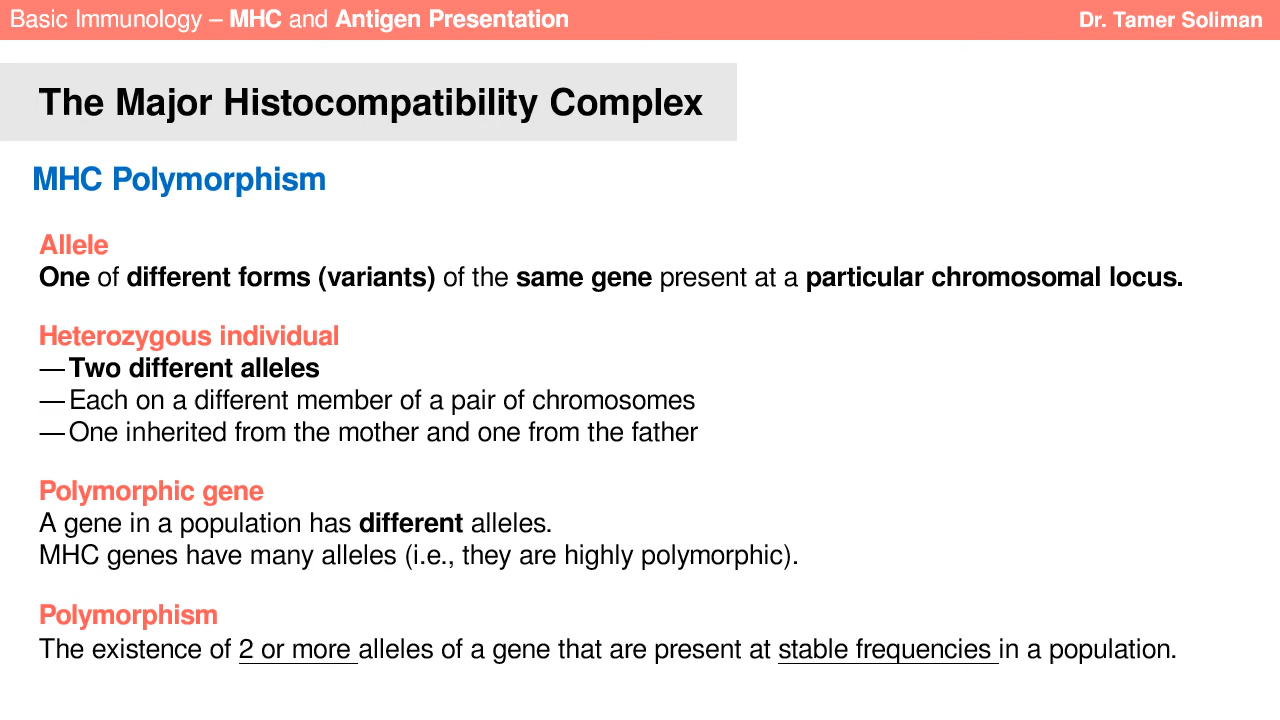 Basic Immunology – MHC and Antigen Presentation
Dr. Tamer Soliman
The Major Histocompatibility Complex
MHC Polymorphism
Allele
One of different forms (variants) of the same gene present at a particular chromosomal locus.
Heterozygous individual
—Two different alleles
—Each on a different member of a pair of chromosomes
—One inherited from the mother and one from the father
Polymorphic gene
A gene in a population has different alleles.
MHC genes have many alleles (i.e., they are highly polymorphic).
Polymorphism
The existence of 2 or more alleles of a gene that are present at stable frequencies in a population.